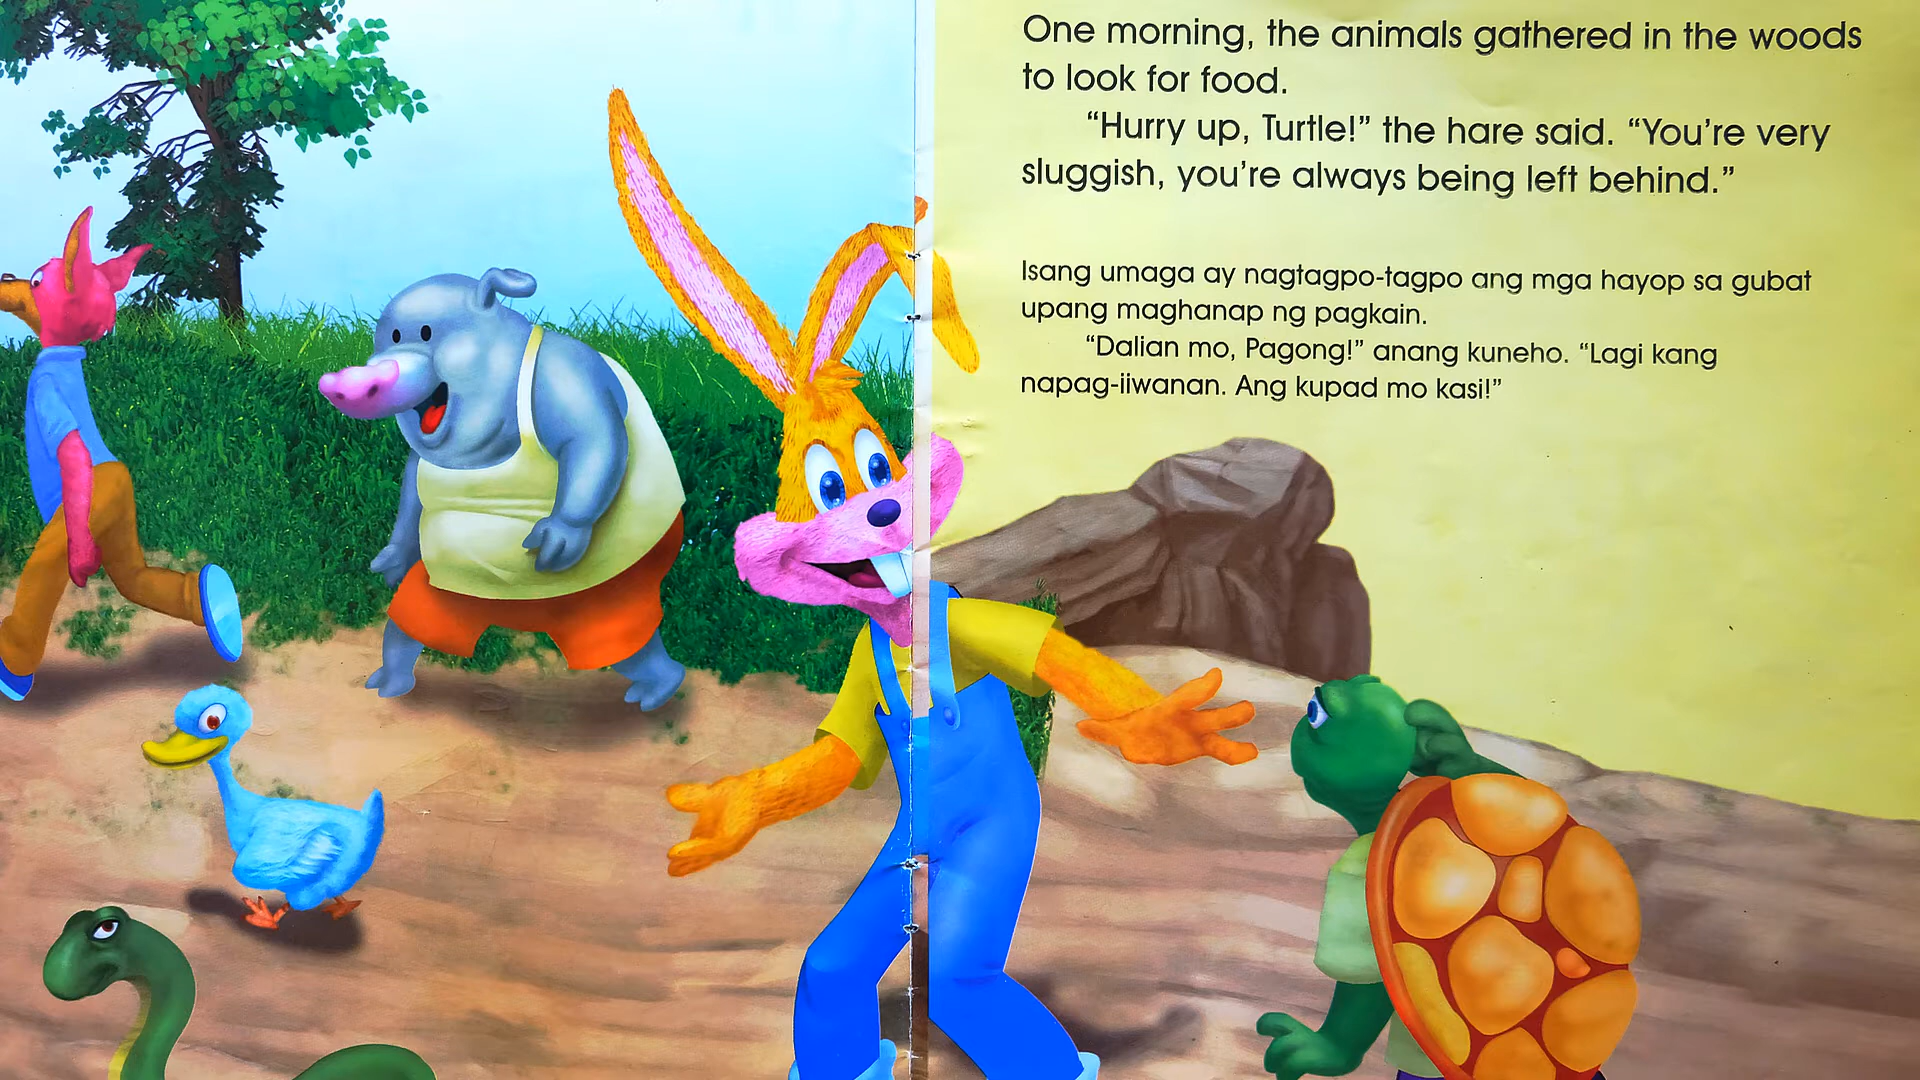 One morning, the animals gathered in the woods
to look for food.
“Hurry up, Turtle!” the hare said. “You’re very
sluggish, you’re always being left behind.”
Isang umaga ay nagtagpo-tagpo ang mga hayop sa gubat
upang maghanap ng pagkain.
“Dalian mo, Pagong!” anang kuneho. “Lagi kang
napag-iiwanan. Ang kupad mo kasi!”